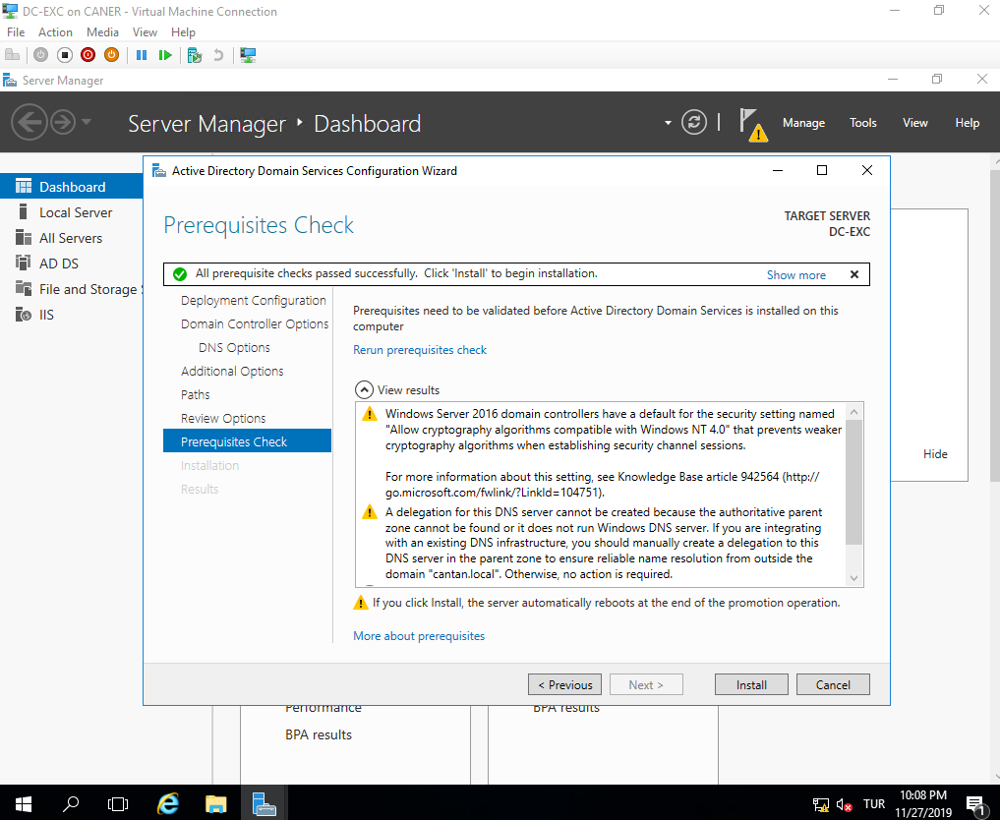 DC-EXC on CANER - Virtual Machine Connection
File Action Media View Help
Server Manager
Server Manager Dashboard
Manage Tools View Help
Dashboard
Local Server
All Servers
AD DS
File and Storage
IIS
Active Directory Domain Services Configuration Wizard
Prerequisites Check
TARGET SERVER
DC-EXC
All prerequisite checks passed successfully. Click 'Install' to begin installation.
Show more
Deployment Configuration
Domain Controller Options
DNS Options
Additional Options
Paths
Review Options
Prerequisites Check
Installation
Results
Prerequisites need to be validated before Active Directory Domain Services is installed on this
computer
Rerun prerequisites check
View results
Windows Server 2016 domain controllers have a default for the security setting named
"Allow cryptography algorithms compatible with Windows NT 4.0" that prevents weaker
cryptography algorithms when establishing security channel sessions.
For more information about this setting, see Knowledge Base article 942564 (http://
go.microsoft.com/fwlink/?LinkId=104751).
A delegation for this DNS server cannot be created because the authoritative parent
zone cannot be found or it does not run Windows DNS server. If you are integrating
with an existing DNS infrastructure, you should manually create a delegation to this
DNS server in the parent zone to ensure reliable name resolution from outside the
domain "cantan.local". Otherwise, no action is required.
If you click Install, the server automatically reboots at the end of the promotion operation.
More about prerequisites
< Previous
Next >
Install
Cancel
Hide
Performance
BPA results
BPA results
TUR
10:08 PM
11/27/2019
1